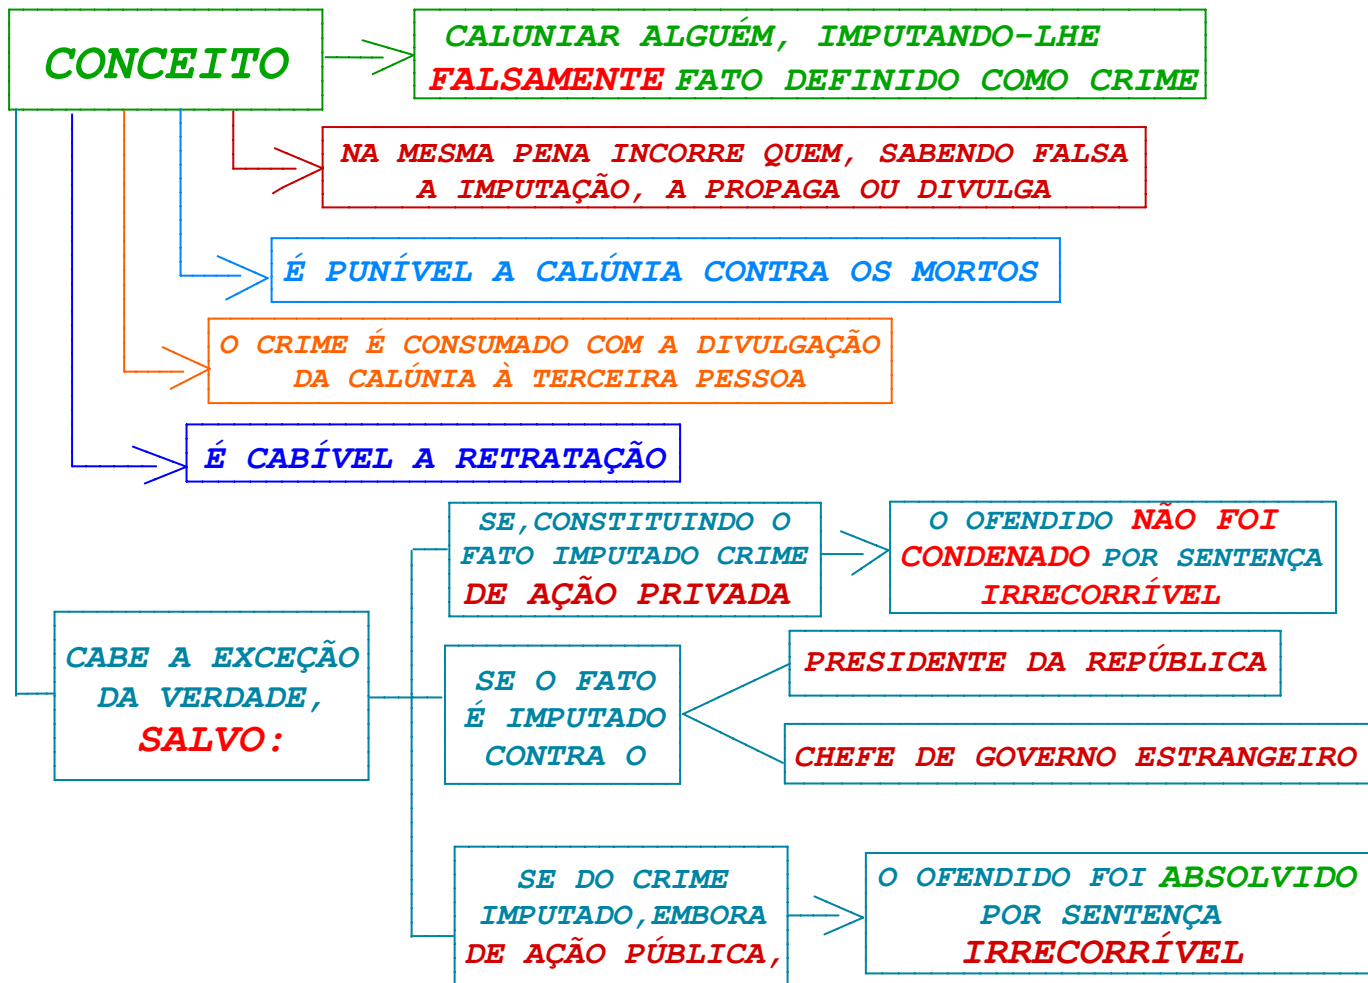 CONCEITO
CALUNIAR ALGUÉM, IMPUTANDO-LHE
FALSAMENTE FATO DEFINIDO COMO CRIME
NA MESMA PENA INCORRE QUEM, SABENDO FALSA
A IMPUTAÇÃO, A PROPAGA OU DIVULGA
É PUNÍVEL A CALÚNIA CONTRA OS MORTOS
O CRIME É CONSUMADO COM A DIVULGAÇÃO
DA CALÚNIA À TERCEIRA PESSOA
É CABÍVEL A RETRATAÇÃO
CABE A EXCEÇÃO
DA VERDADE,
SALVO:
SE,CONSTITUINDO O
FATO IMPUTADO CRIME
DE AÇÃO PRIVADA
O OFENDIDO NÃO FOI
CONDENADO POR SENTENÇA
IRRECORRÍVEL
SE O FATO
É IMPUTADO
CONTRA O
PRESIDENTE DA REPÚBLICA
CHEFE DE GOVERNO ESTRANGEIRO
SE DO CRIME
IMPUTADO,EMBORA
DE AÇÃO PÚBLICA,
O OFENDIDO FOI ABSOLVIDO
POR SENTENÇA
IRRECORRÍVEL